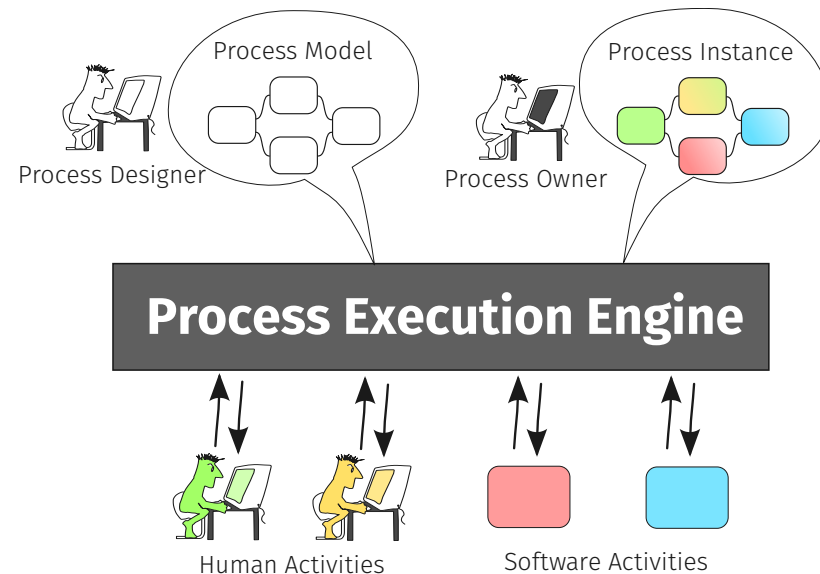 Process Model
Process Instance
Process Designer
Process Owner
Process Execution Engine
Human Activities
Software Activities